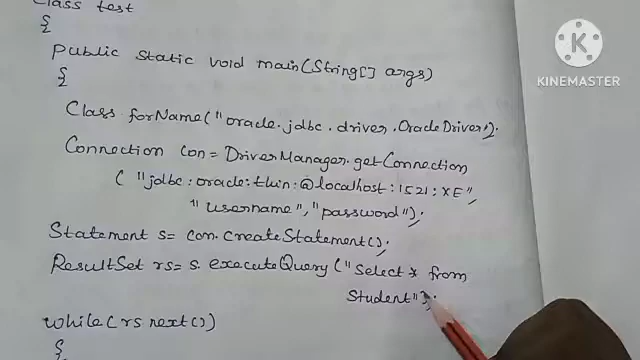 Class test
{
Public static void main(String[] args)
{
Class forName("oracle.jdbc.driver.OracleDriver");
Connection con= DriverManager.getConnection
( "jdbc:oracle:thin:@localhost:1521:XE",
"username","password");
Statement s= con.createStatement();
ResultSet rs= s.executeQuery ("select * from
Student");
while(rs next())
{
KINEMASTER